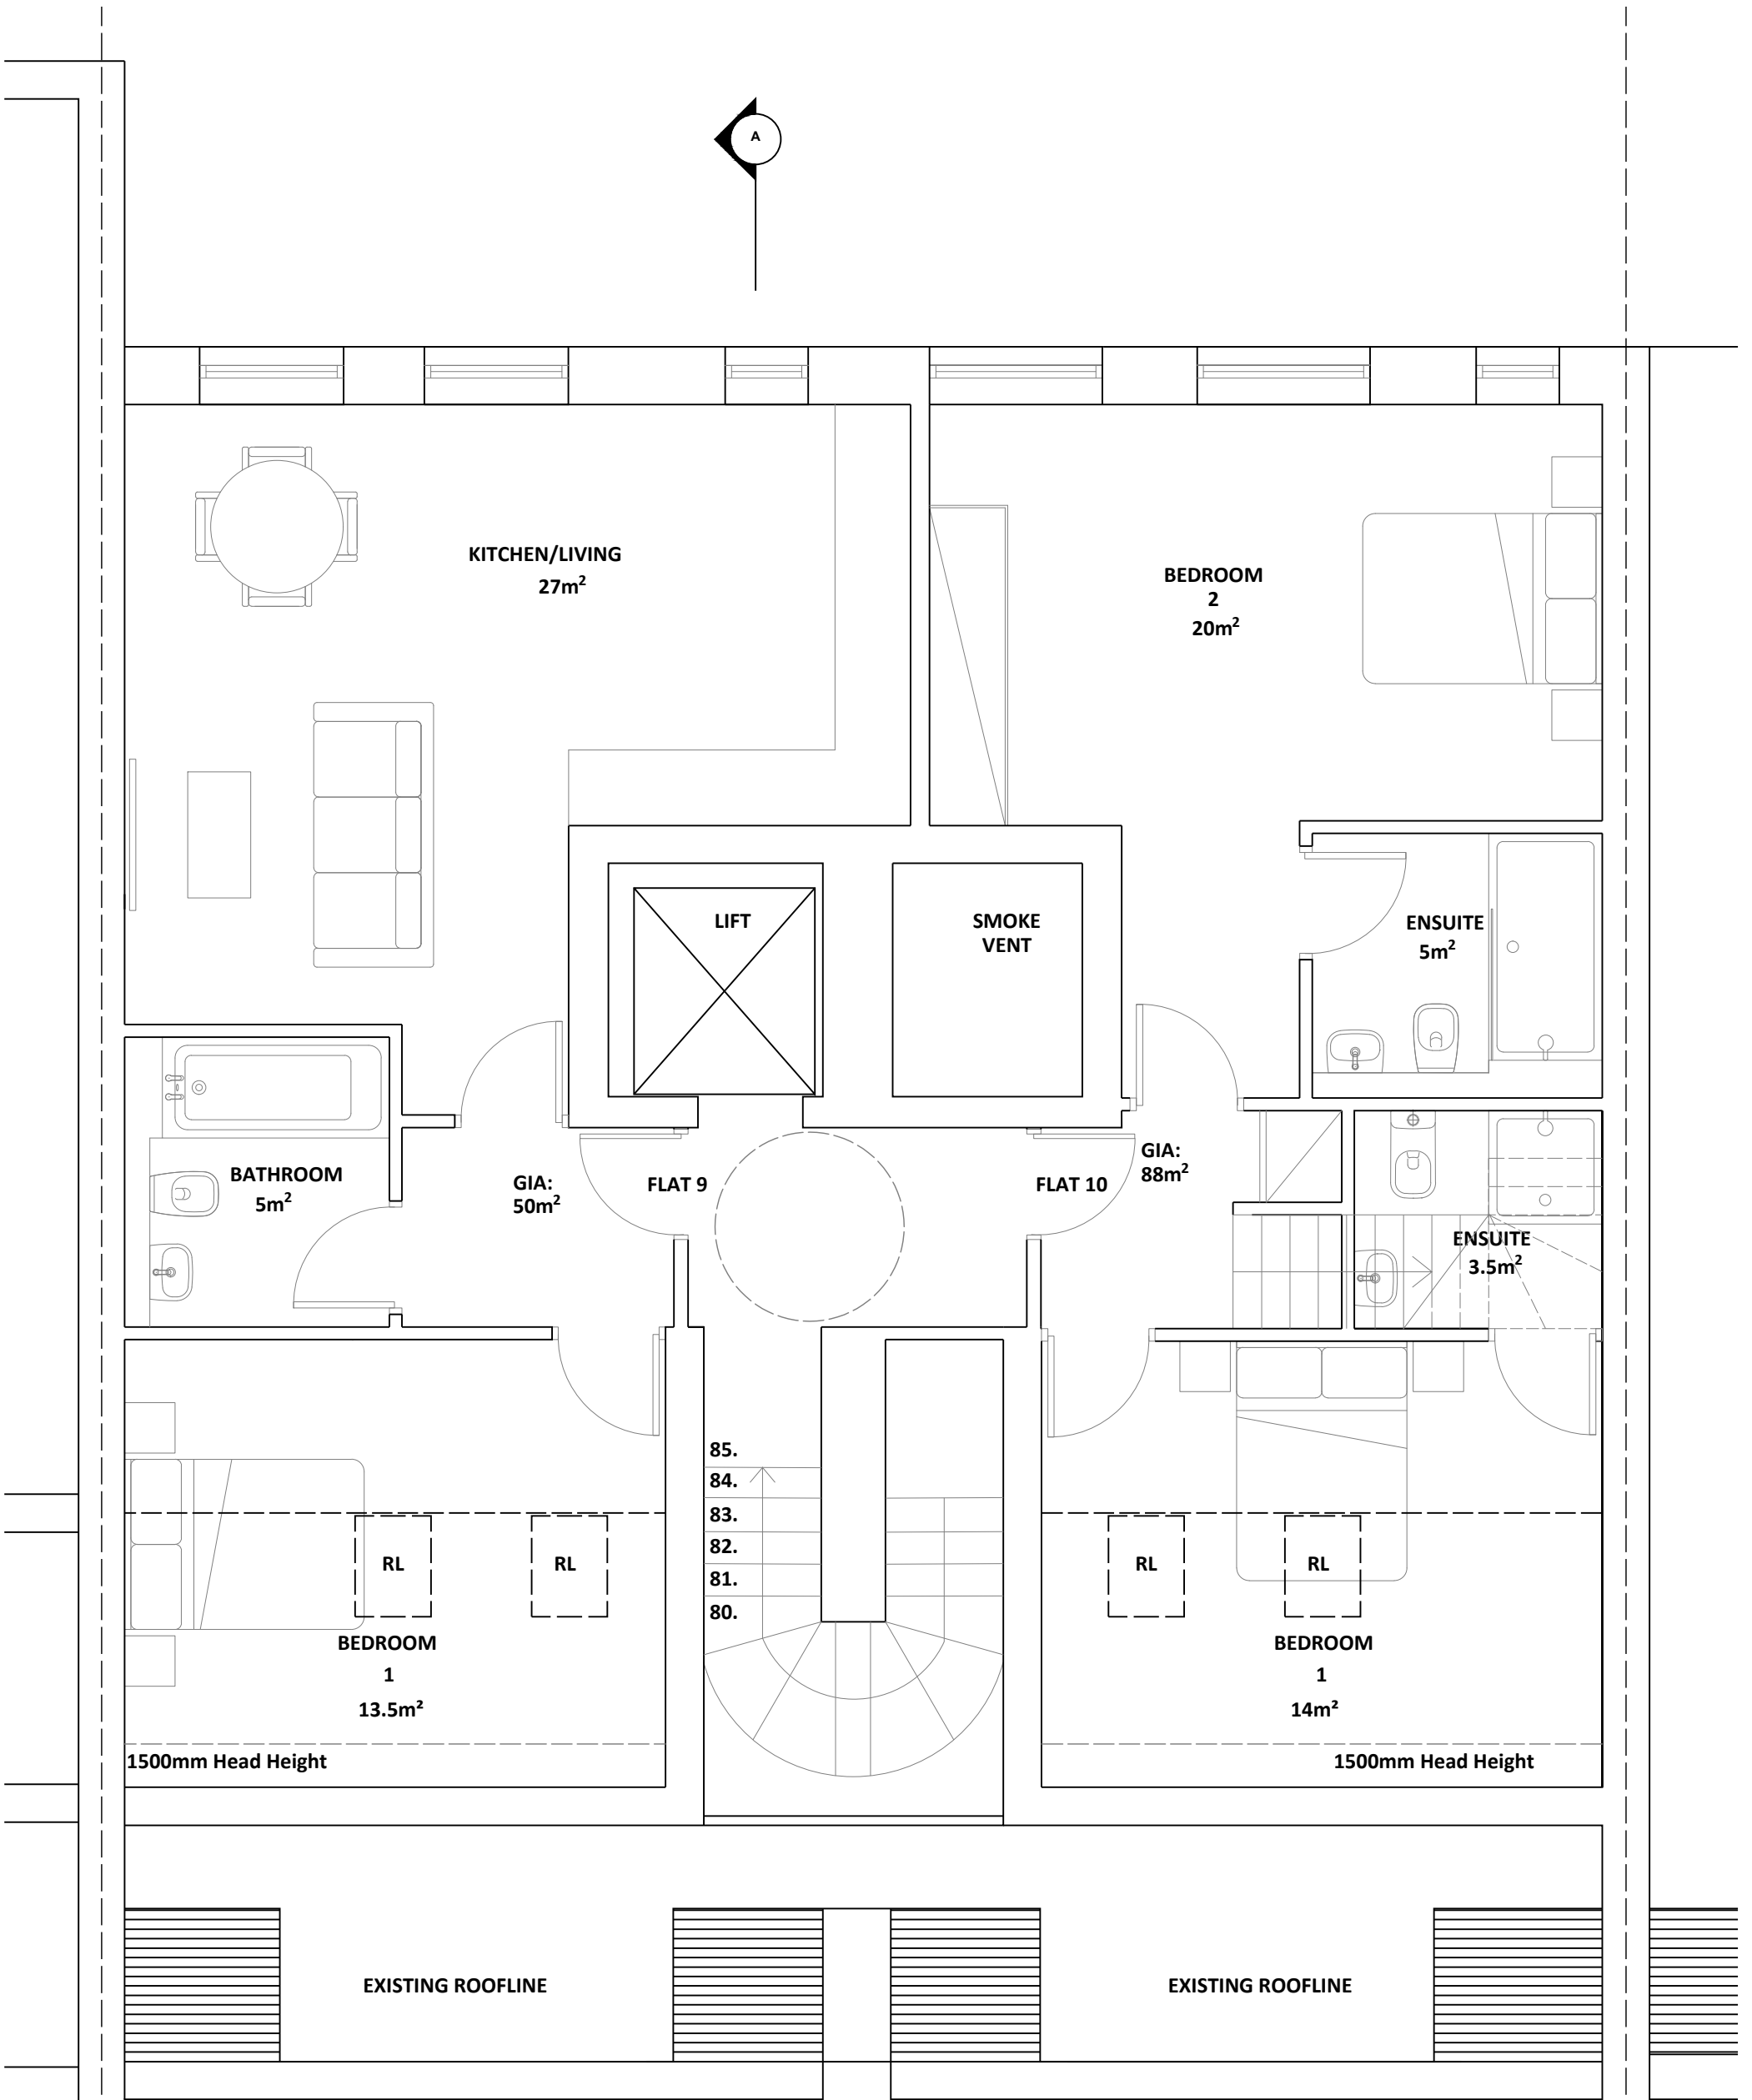 A
KITCHEN/LIVING
27m²
BEDROOM
2
20m²
LIFT
SMOKE
VENT
ENSUITE
5m²
BATHROOM
5m²
GIA:
50m²
FLAT 9
FLAT 10
GIA:
88m²
ENSUITE
3.5m²
85.
84.
83.
82.
81.
80.
RL
RL
RL
RL
BEDROOM
1
13.5m²
BEDROOM
1
14m²
1500mm Head Height
1500mm Head Height
EXISTING ROOFLINE
EXISTING ROOFLINE